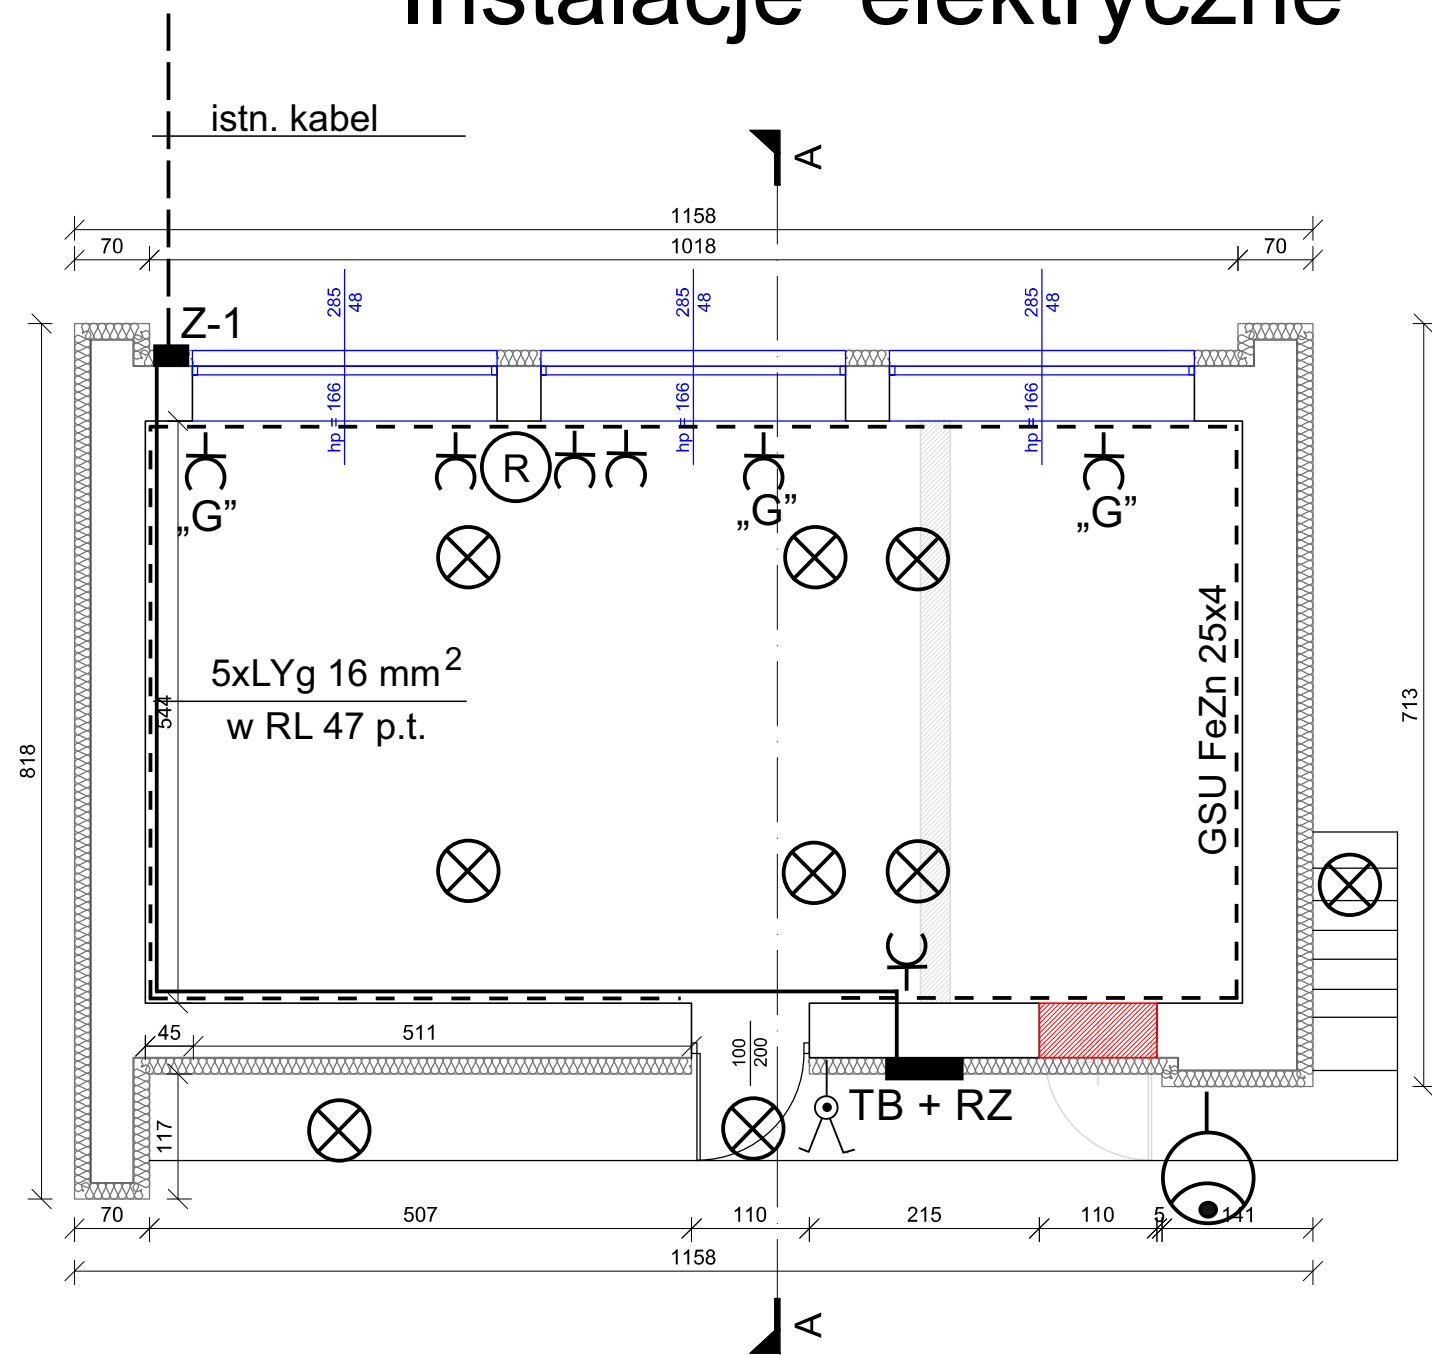 Instalacje elektryczne
istn. kabel
A
1158
70
1018
70
285
48
285
48
285
48
Z-1
hp = 166
hp = 166
hp = 166
R
„G”
„G”
„G”
5xLYg 16 mm2
w RL 47 p.t.
544
GSU FeZn 25x4
713
818
45
511
100
200
TB + RZ
117
70
507
110
215
110
5
141
1158
A